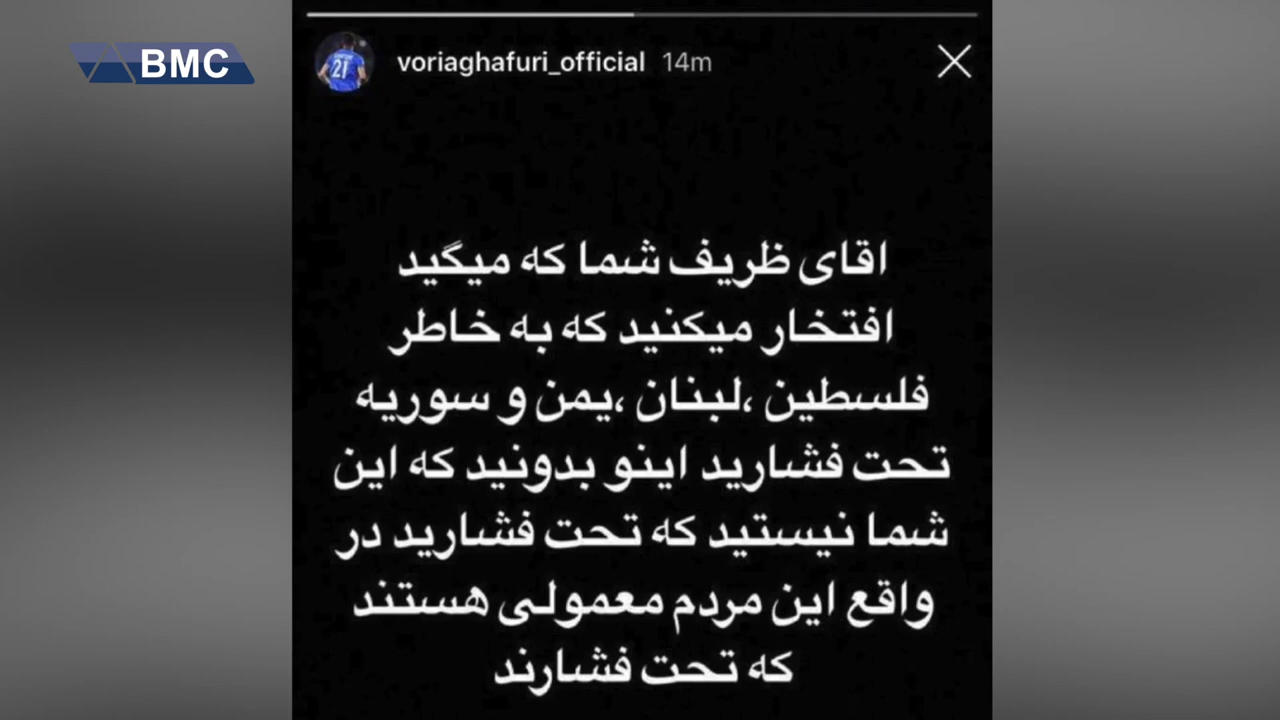 BMC
voriaghafuri_official 14m
21
اقای ظریف شما که میگید
افتخار میکنید که به خاطر
فلسطین ،لبنان ،یمن و سوریه
تحت فشارید اینو بدونید که این
شما نیستید که تحت فشارید در
واقع این مردم معمولی هستند
که تحت فشارند